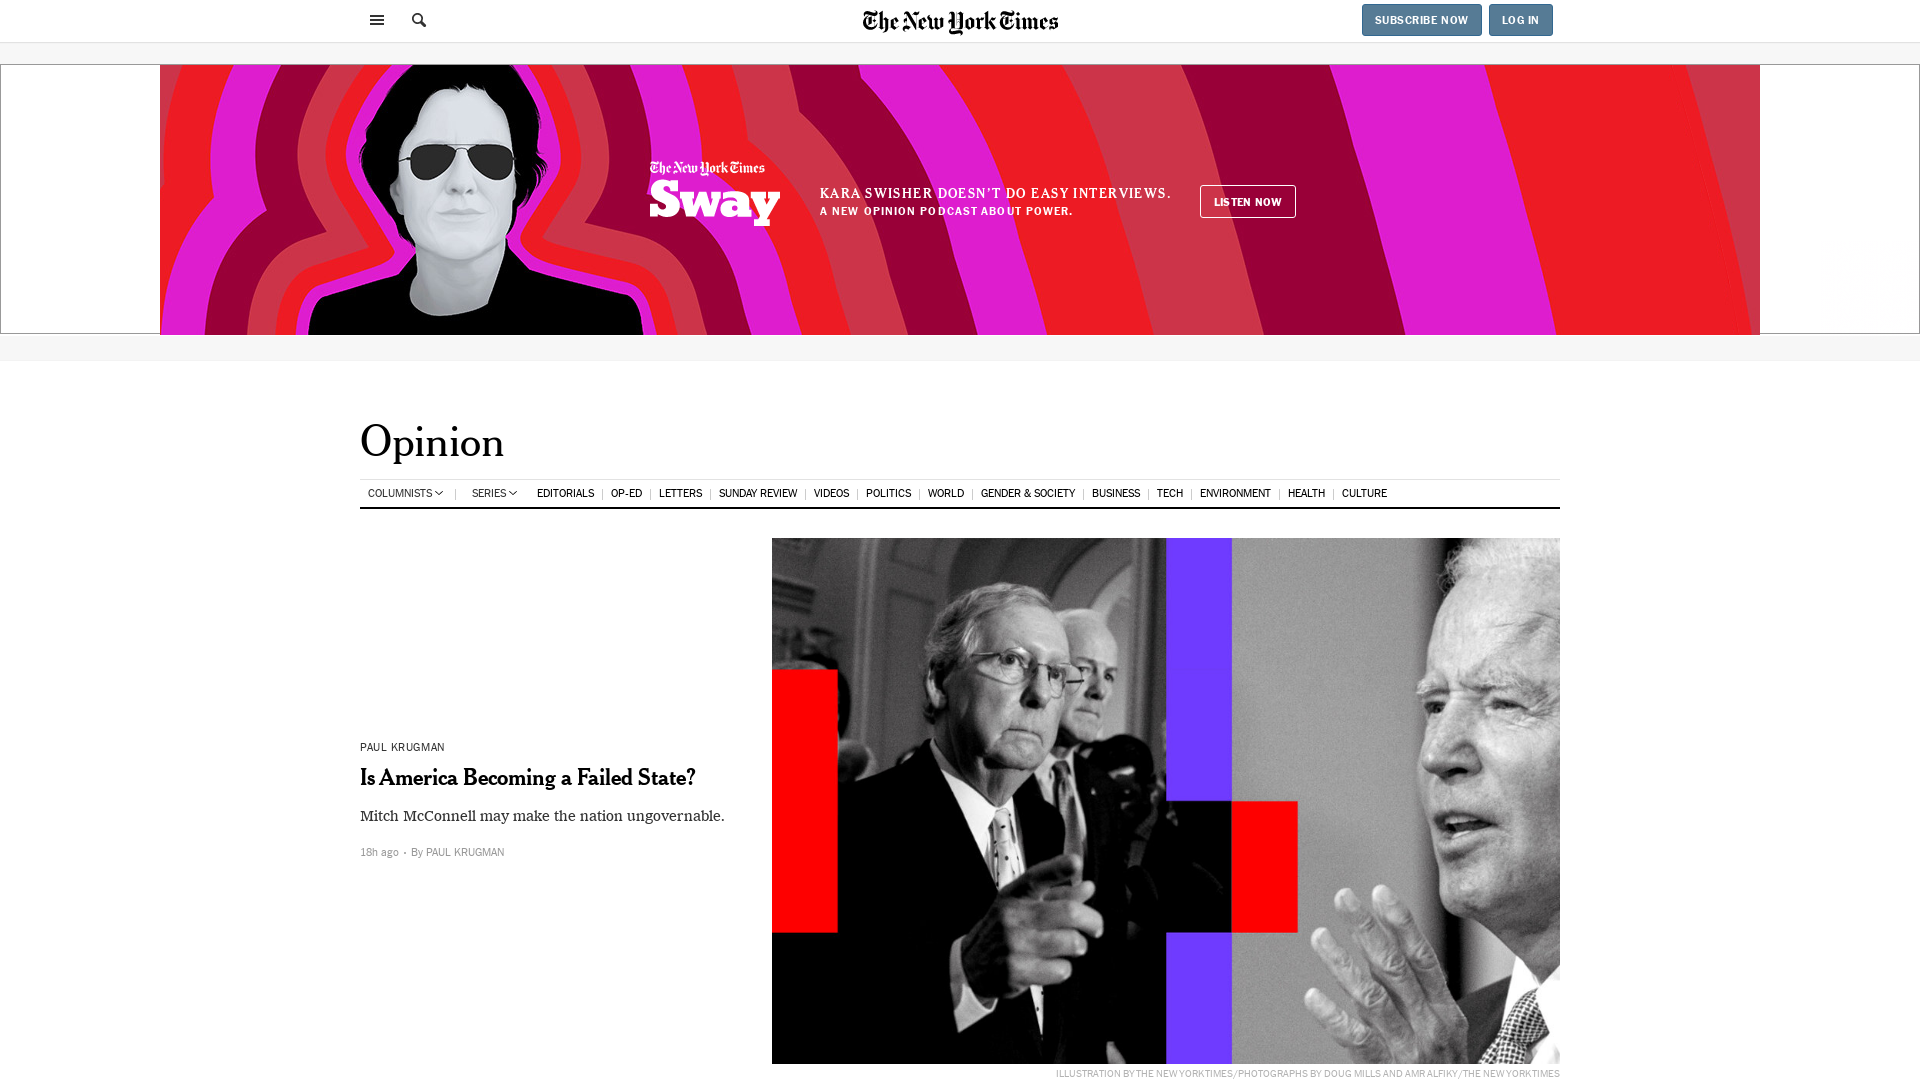 The New York Times
SUBSCRIBE NOW
LOG IN
The New York Times
Sway
KARA SWISHER DOESN'T DO EASY INTERVIEWS.
A NEW OPINION PODCAST ABOUT POWER.
LISTEN NOW
Opinion
COLUMNISTS SERIES EDITORIALS OP-ED LETTERS SUNDAY REVIEW VIDEOS POLITICS WORLD GENDER & SOCIETY BUSINESS TECH ENVIRONMENT HEALTH CULTURE
PAUL KRUGMAN
Is America Becoming a Failed State?
Mitch McConnell may make the nation ungovernable.
18h ago • By PAUL KRUGMAN
ILLUSTRATION BY THE NEW YORK TIMES/PHOTOGRAPHS BY DOUG MILLS AND AMR ALFIKY/THE NEW YORK TIMES